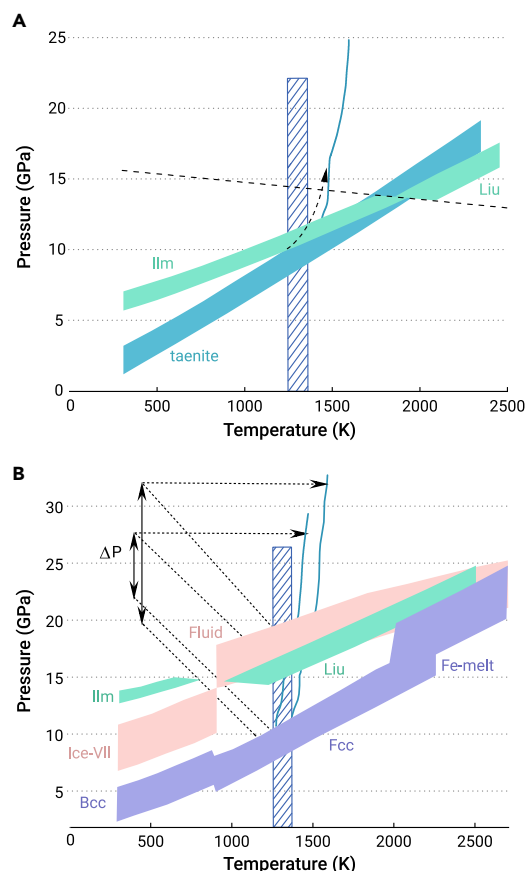 A
25
20
15
10
5
0
Pressure (GPa)
Ilm
taenite
Liu
0
500
1000
1500
2000
2500
Temperature (K)
B
30
25
20
15
10
5
Pressure (GPa)
ΔP
Fluid
Ilm
Liu
Ice-VII
Fe-melt
Fcc
Bcc
0
500
1000
1500
2000
2500
Temperature (K)